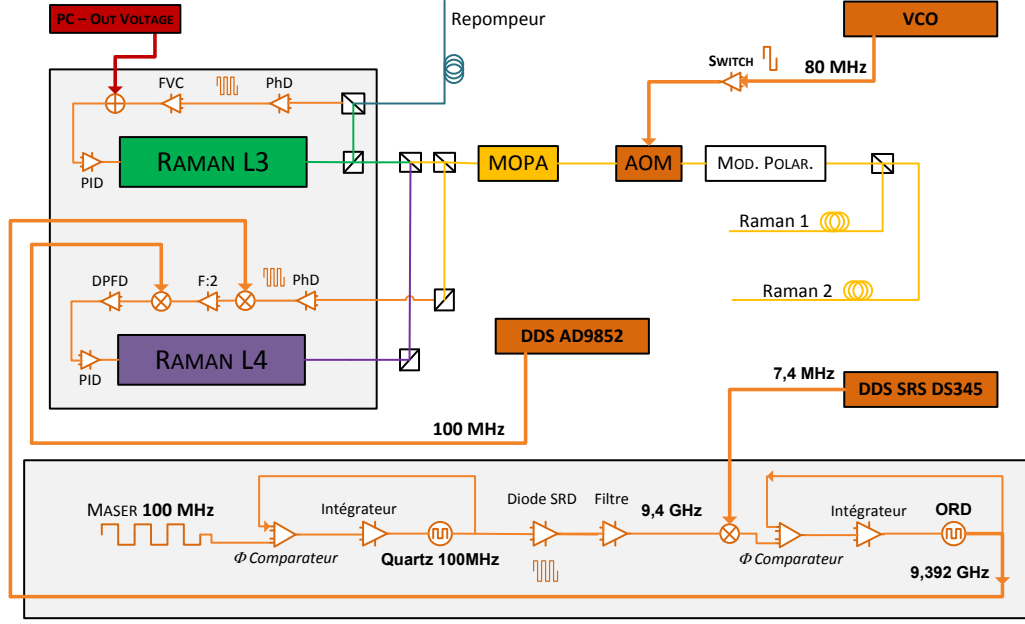 PC – OUT VOLTAGE
Repompeur
VCO
SWITCH
80 MHz
FVC
PhD
RAMAN L3
PID
MOPA
AOM
MOD. POLAR.
Raman 1
Raman 2
DPFD
F:2
PhD
RAMAN L4
PID
DDS AD9852
7,4 MHz
DDS SRS DS345
100 MHz
MASER 100 MHz
Intégrateur
Diode SRD
Filtre
9,4 GHz
Intégrateur
ORD
Φ Comparateur
Quartz 100MHz
Φ Comparateur
9,392 GHz